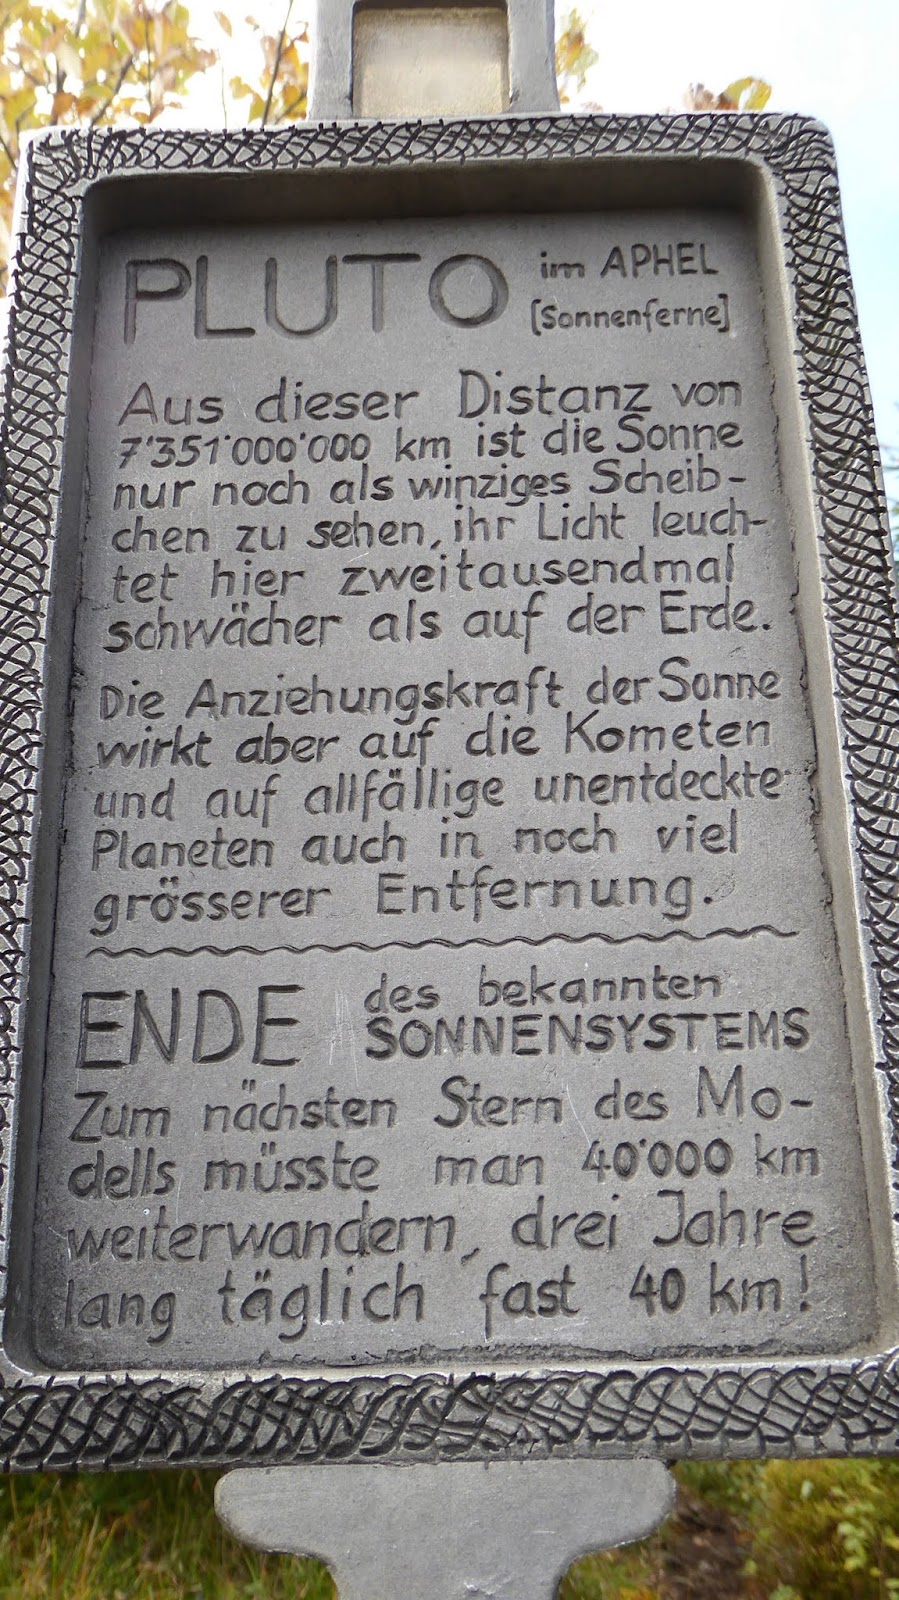 PLUTO im APHEL
[Sonnenferne]
Aus dieser Distanz von
7'351'000'000 km ist die Sonne
nur noch als winziges Scheib-
chen zu sehen, ihr Licht leuch-
tet hier zweitausendmal
schwächer als auf der Erde.
Die Anziehungskraft der Sonne
wirkt aber auf die Kometen
und auf allfällige unentdeckte
Planeten auch in noch viel
grösserer Entfernung.
ENDE des bekannten
SONNENSYSTEMS
Zum nächsten Stern des Mo-
dells müsste man 40'000 km
weiterwandern, drei Jahre
lang täglich fast 40 km!